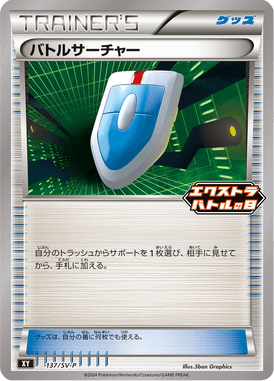 TRAINER'S
グッズ
バトルサーチャー
エクストラ
バトルの日
自分のトラッシュからサポートを1枚選び、相手に見せて
から、手札に加える。
グッズは、自分の番に何枚でも使える。
Illus.5ban Graphics
XY 137/SV-P
©2024 Pokémon/Nintendo/Creatures/GAME FREAK.